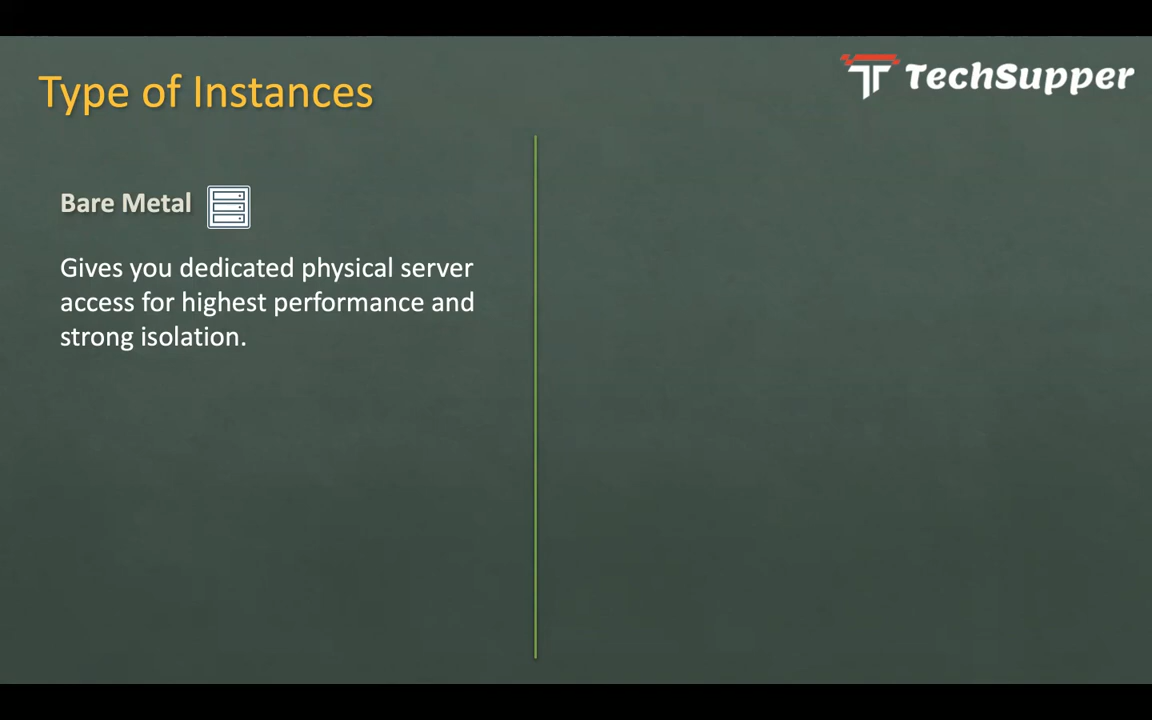 Type of Instances
TechSupper
Bare Metal
Gives you dedicated physical server
access for highest performance and
strong isolation.